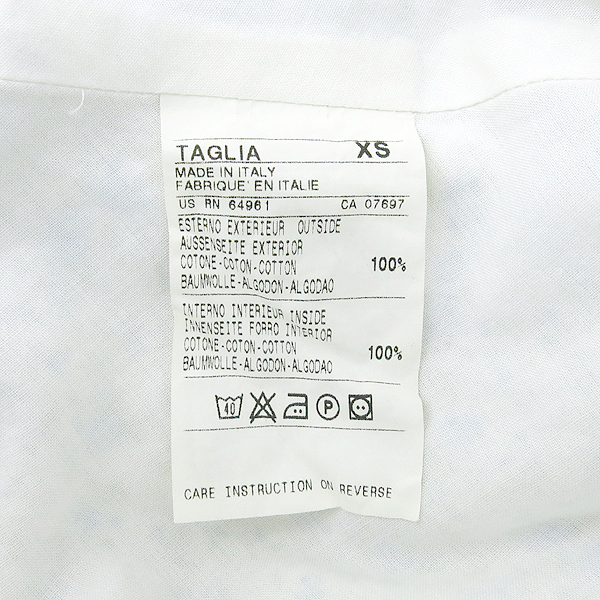 TAGLIA XS
MADE IN ITALY
FABRIQUE' EN ITALIE
US RN 64961 CA 07697
ESTERNO EXTERIEUR OUTSIDE
AUSSENSEITE EXTERIOR
COTONE-COTON-COTTON 100%
BAUMWOLLE-ALGODON-ALGODAO
INTERNO INTERIEUR INSIDE
INNENSEITE FORRO INTERIOR
COTONE-COTON-COTTON 100%
BAUMWOLLE-ALGODON-ALGODAO
40 P
CARE INSTRUCTION ON REVERSE